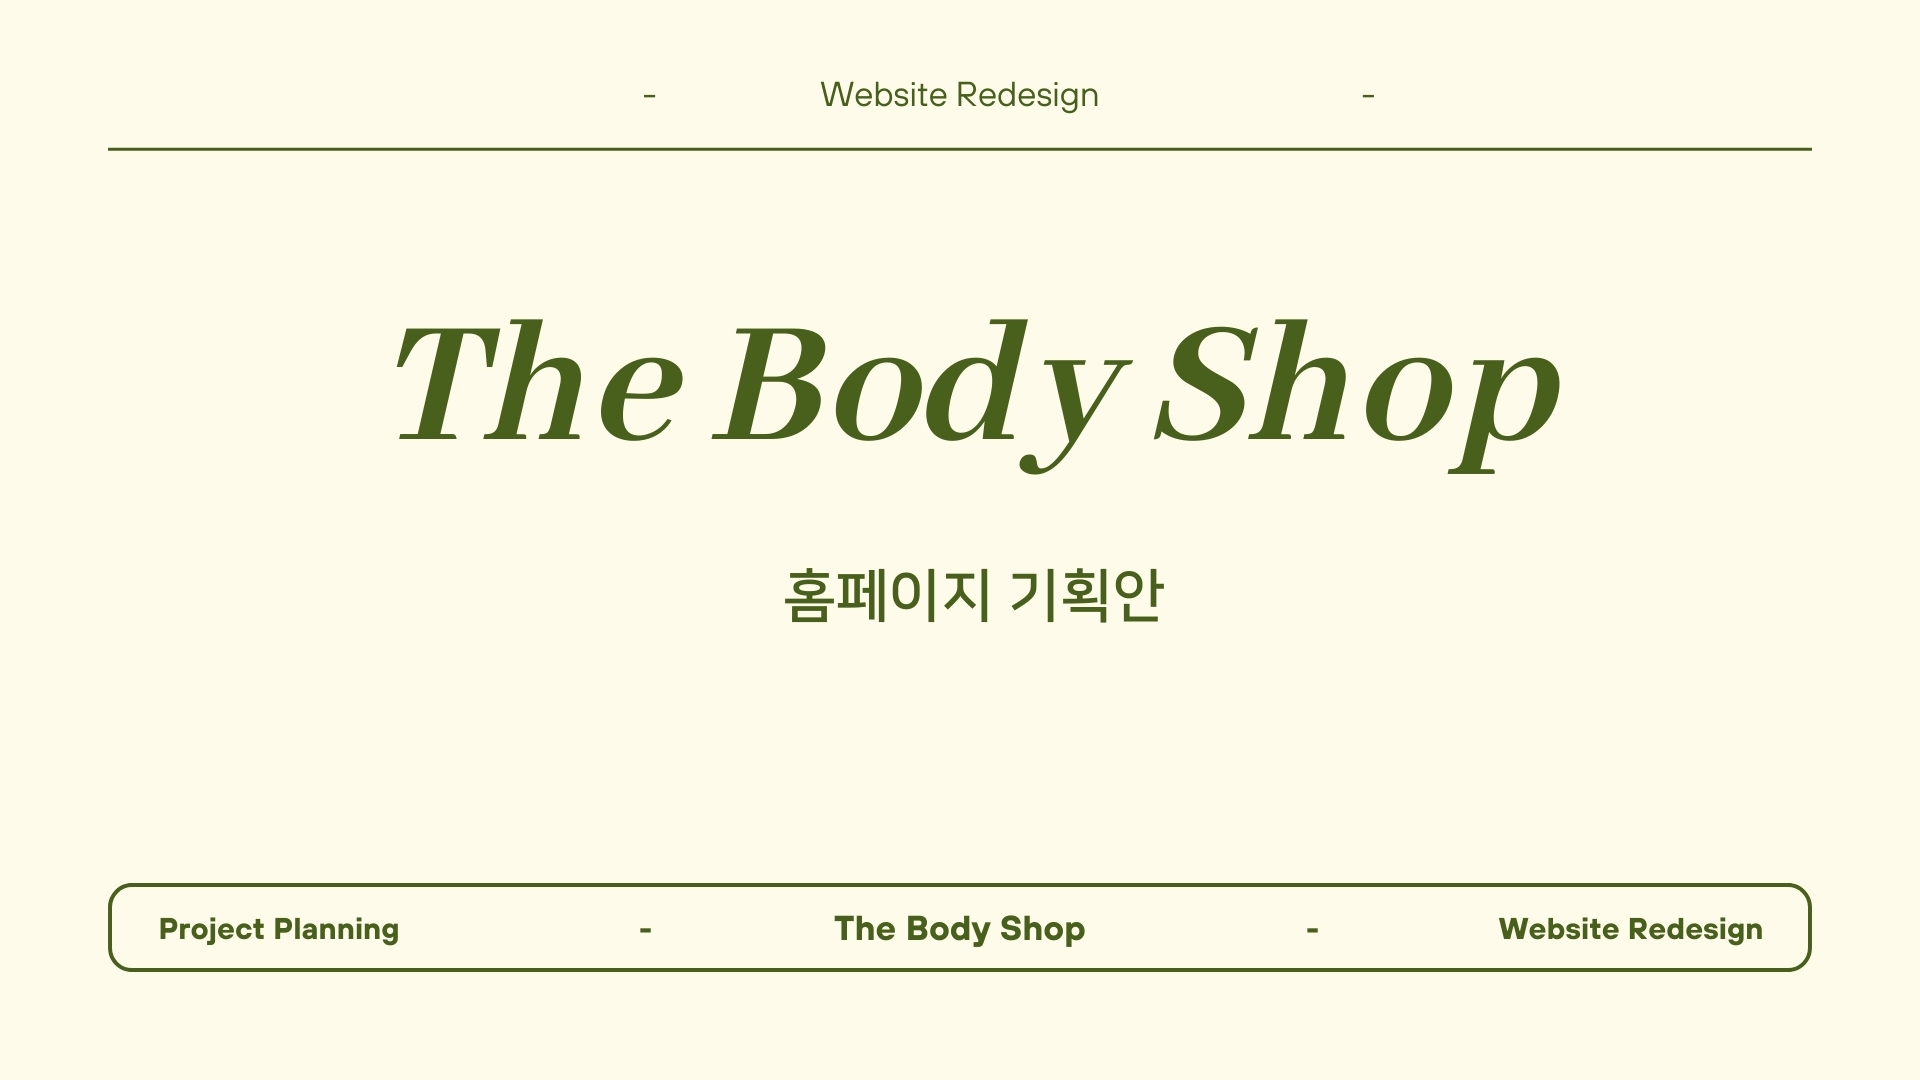 - Website Redesign -
The Body Shop
홈페이지 기획안
Project Planning - The Body Shop - Website Redesign